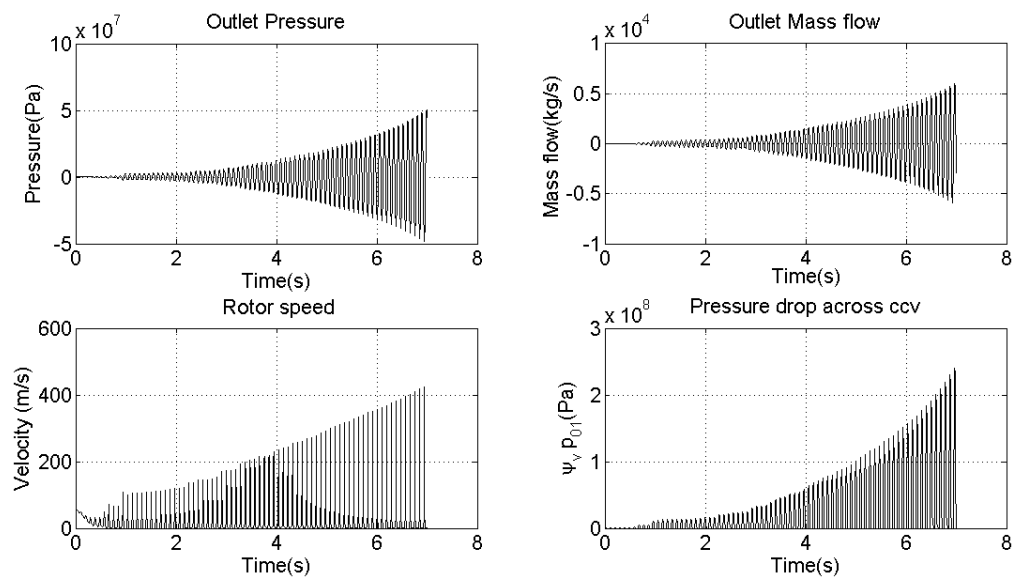 Outlet Pressure
x 10^7
10
5
0
-5
Pressure(Pa)
0 2 4 6 8
Time(s)
Outlet Mass flow
x 10^4
1
0.5
0
-0.5
-1
Mass flow(kg/s)
0 2 4 6 8
Time(s)
Rotor speed
600
400
200
0
Velocity (m/s)
0 2 4 6 8
Time(s)
Pressure drop across ccv
x 10^8
3
2
1
0
ψ_v p_01(Pa)
0 2 4 6 8
Time(s)